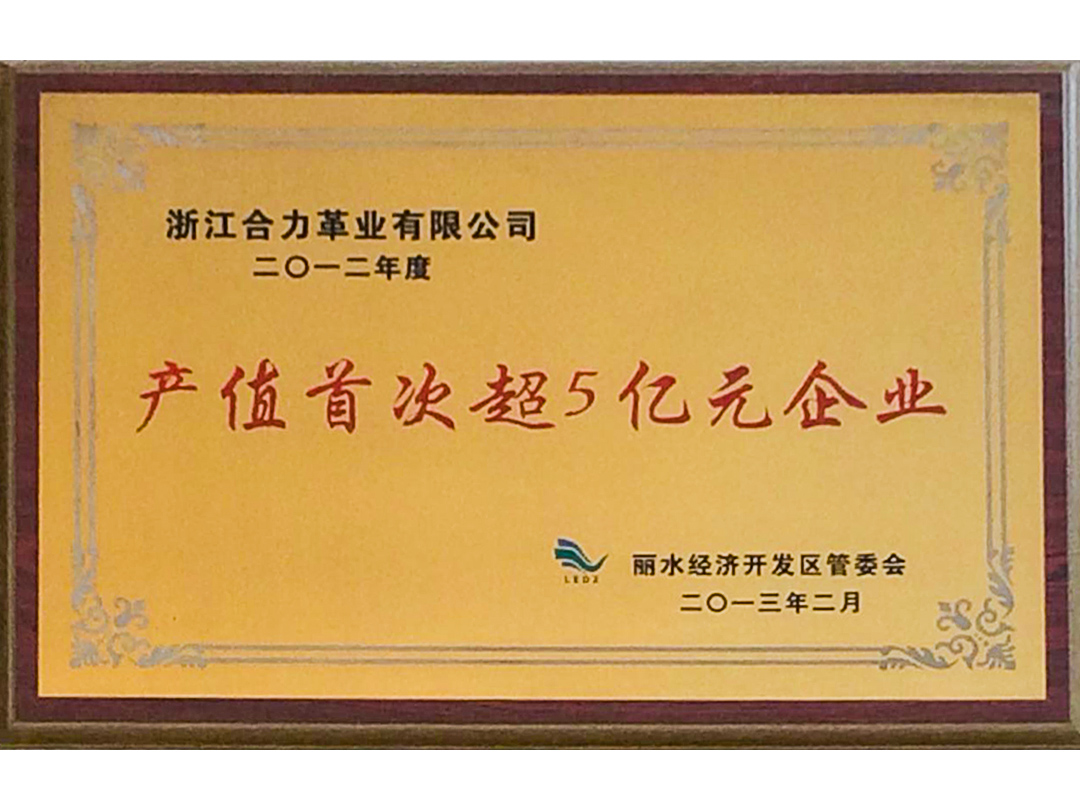 浙江合力革业有限公司
二〇一二年度
产值首次超5亿元企业
LEDZ
丽水经济开发区管委会
二〇一三年二月